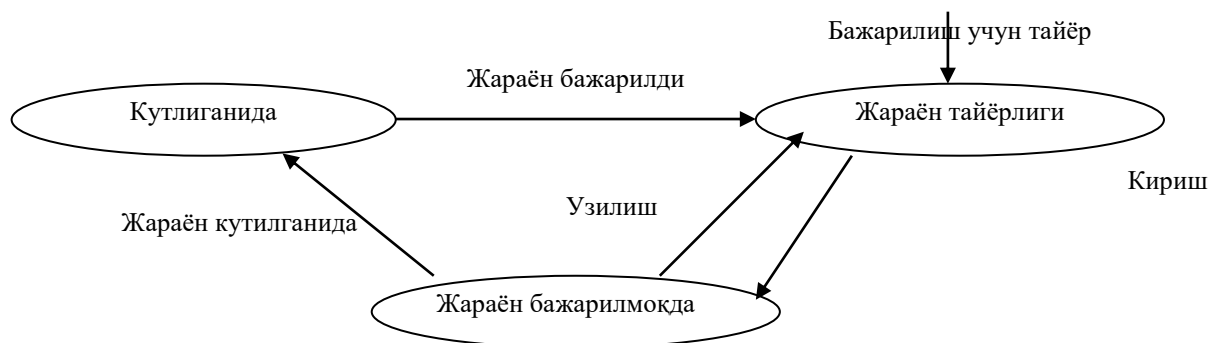 Бажарилиш учун тайёр
Жараён бажарилди
Кутлиганида
Жараён тайёрлиги
Кириш
Узилиш
Жараён кутилганида
Жараён бажарилмоқда